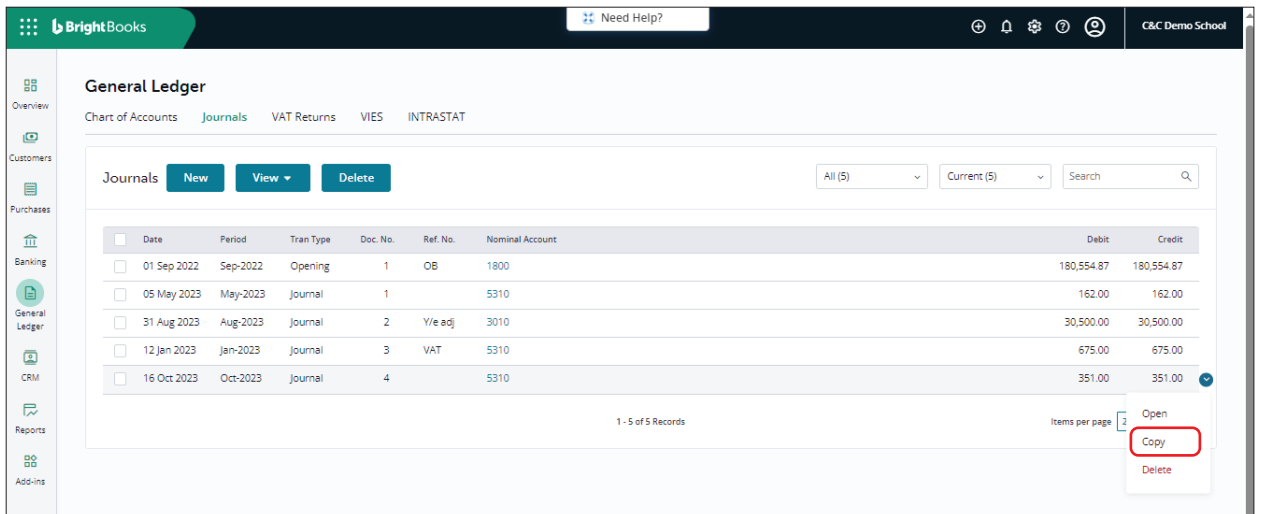 BrightBooks
Need Help?
C&C Demo School
Overview
Customers
Purchases
Banking
General
Ledger
CRM
Reports
Add-ins
General Ledger
Chart of Accounts Journals VAT Returns VIES INTRASTAT
Journals New View Delete All (5) Current (5) Search
Date Period Tran Type Doc. No. Ref. No. Nominal Account Debit Credit
01 Sep 2022 Sep-2022 Opening 1 OB 1800 180,554.87 180,554.87
05 May 2023 May-2023 Journal 1 5310 162.00 162.00
31 Aug 2023 Aug-2023 Journal 2 Y/e adj 3010 30,500.00 30,500.00
12 Jan 2023 Jan-2023 Journal 3 VAT 5310 675.00 675.00
16 Oct 2023 Oct-2023 Journal 4 5310 351.00 351.00
1 - 5 of 5 Records Items per page
Open
Copy
Delete